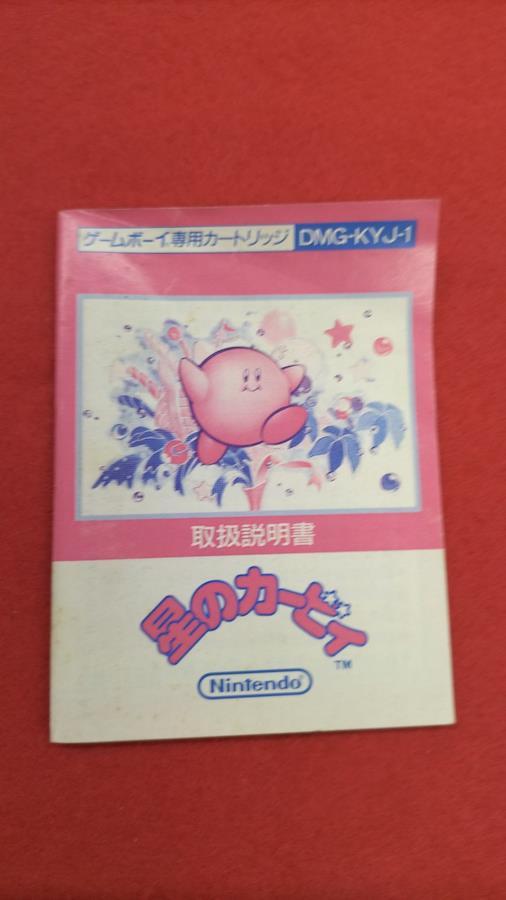 ゲームボーイ専用カートリッジ DMG-KYJ-1
取扱説明書
星のカービィ
TM
Nintendo®